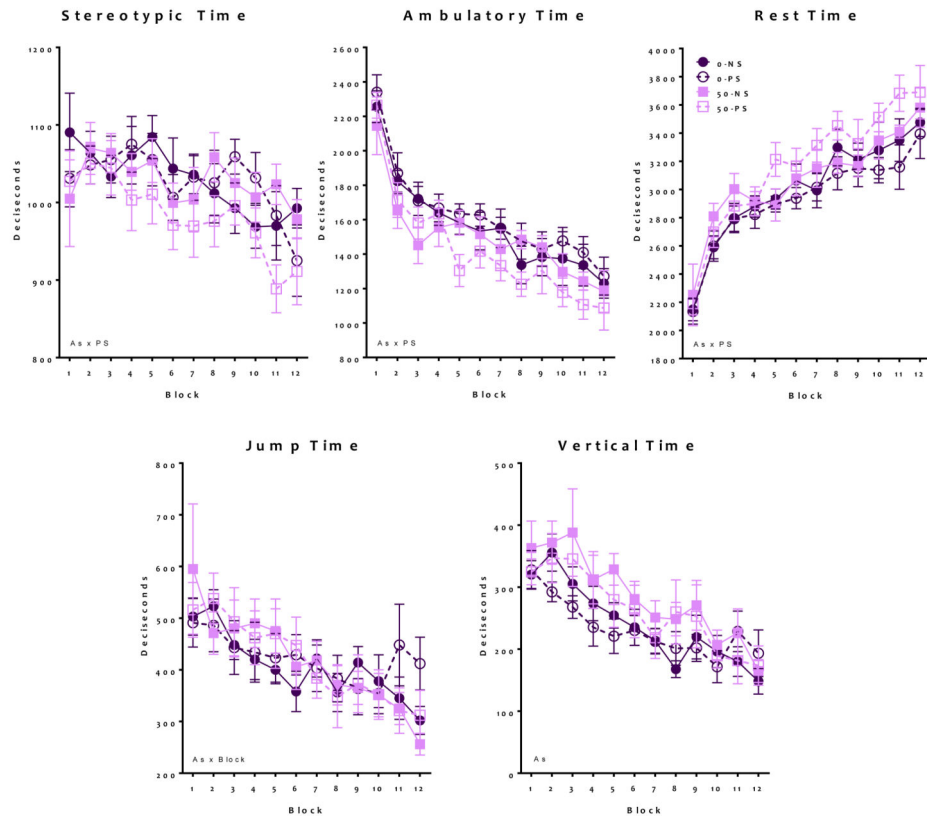 Stereotypic Time
Deciseconds
1200
1100
1000
900
800
As x PS
1 2 3 4 5 6 7 8 9 10 11 12
Block
Ambulatory Time
Deciseconds
2600
2400
2200
2000
1800
1600
1400
1200
1000
800
As x PS
1 2 3 4 5 6 7 8 9 10 11 12
Block
Rest Time
Deciseconds
4000
3800
3600
3400
3200
3000
2800
2600
2400
2200
2000
1800
0-NS
0-PS
50-NS
50-PS
As x PS
1 2 3 4 5 6 7 8 9 10 11 12
Block
Jump Time
Deciseconds
800
700
600
500
400
300
200
As x Block
1 2 3 4 5 6 7 8 9 10 11 12
Block
Vertical Time
Deciseconds
500
400
300
200
100
0
As
1 2 3 4 5 6 7 8 9 10 11 12
Block